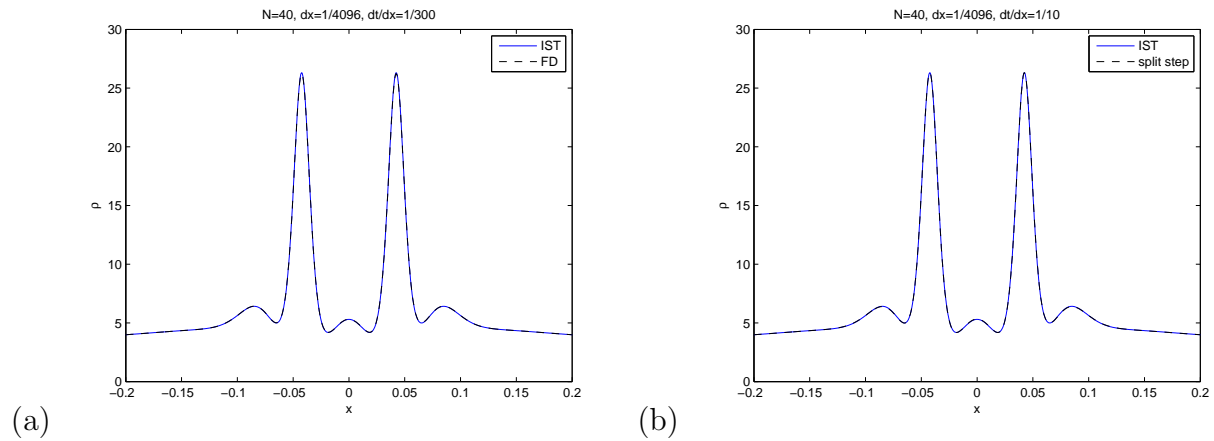 N=40, dx=1/4096, dt/dx=1/300
30
25
20
15
10
5
0
ρ
IST
FD
−0.2 −0.15 −0.1 −0.05 0 0.05 0.1 0.15 0.2
x
(a)
N=40, dx=1/4096, dt/dx=1/10
30
25
20
15
10
5
0
ρ
IST
split step
−0.2 −0.15 −0.1 −0.05 0 0.05 0.1 0.15 0.2
x
(b)